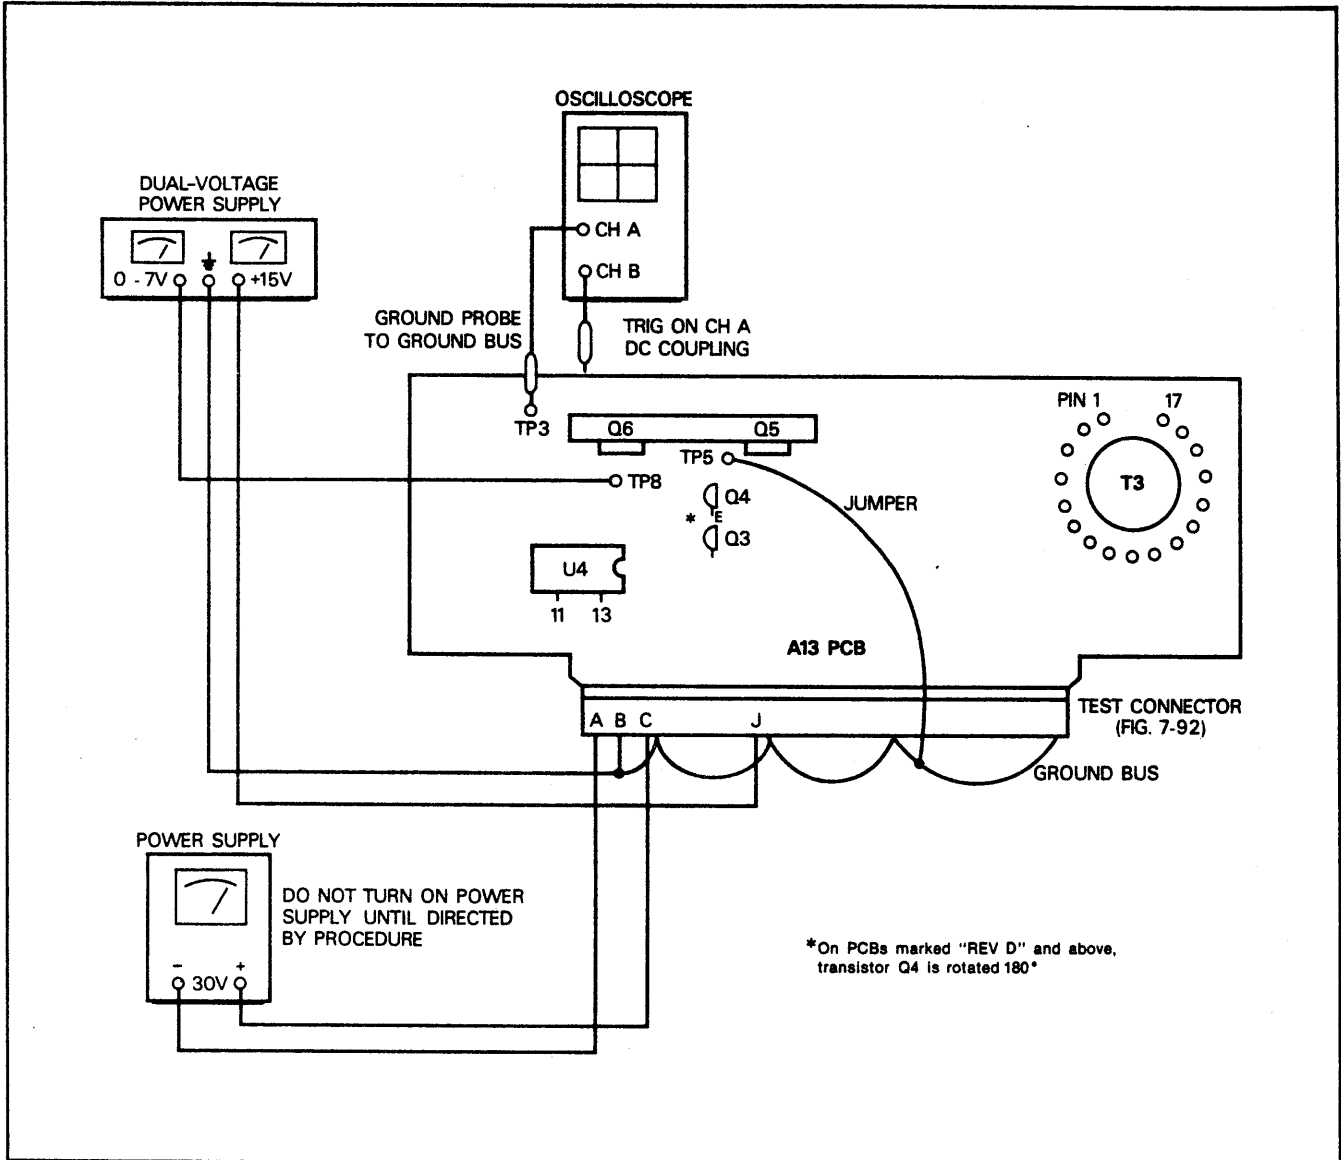 OSCILLOSCOPE
CH A
CH B
DUAL-VOLTAGE
POWER SUPPLY
0 - 7V
+15V
GROUND PROBE
TO GROUND BUS
TRIG ON CH A
DC COUPLING
TP3
Q6
Q5
TP5
TP8
Q4
* E
Q3
JUMPER
PIN 1
17
T3
U4
11 13
A13 PCB
A B C J
TEST CONNECTOR
(FIG. 7-92)
GROUND BUS
POWER SUPPLY
- 30V +
DO NOT TURN ON POWER
SUPPLY UNTIL DIRECTED
BY PROCEDURE
*On PCBs marked "REV D" and above,
transistor Q4 is rotated 180°